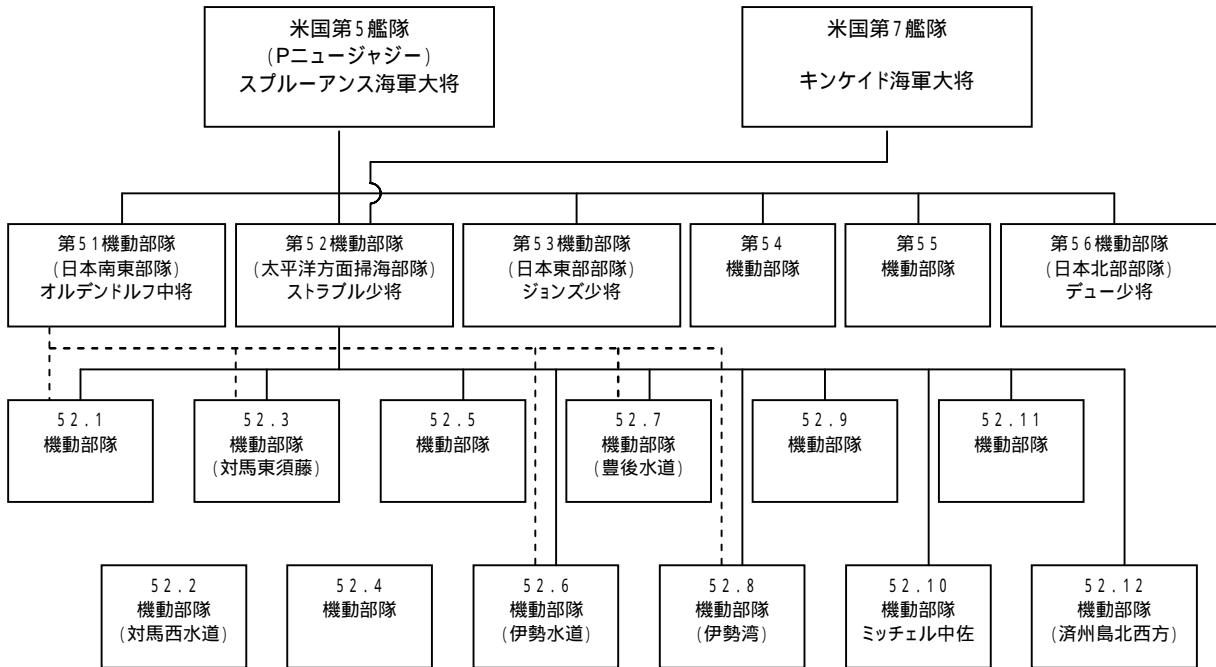 米国第5艦隊
(Pニュージャジー)
スプルーアンス海軍大将
米国第7艦隊
キンケイド海軍大将
第51機動部隊
(日本南東部隊)
オルデンドルフ中将
第52機動部隊
(太平洋方面掃海部隊)
ストラブル少将
第53機動部隊
(日本東部部隊)
ジョンズ少将
第54
機動部隊
第55
機動部隊
第56機動部隊
(日本北部部隊)
デュー少将
52.1
機動部隊
52.3
機動部隊
(対馬東須藤)
52.5
機動部隊
52.7
機動部隊
(豊後水道)
52.9
機動部隊
52.11
機動部隊
52.2
機動部隊
(対馬西水道)
52.4
機動部隊
52.6
機動部隊
(伊勢水道)
52.8
機動部隊
(伊勢湾)
52.10
機動部隊
ミッチェル中佐
52.12
機動部隊
(済州島北西方)